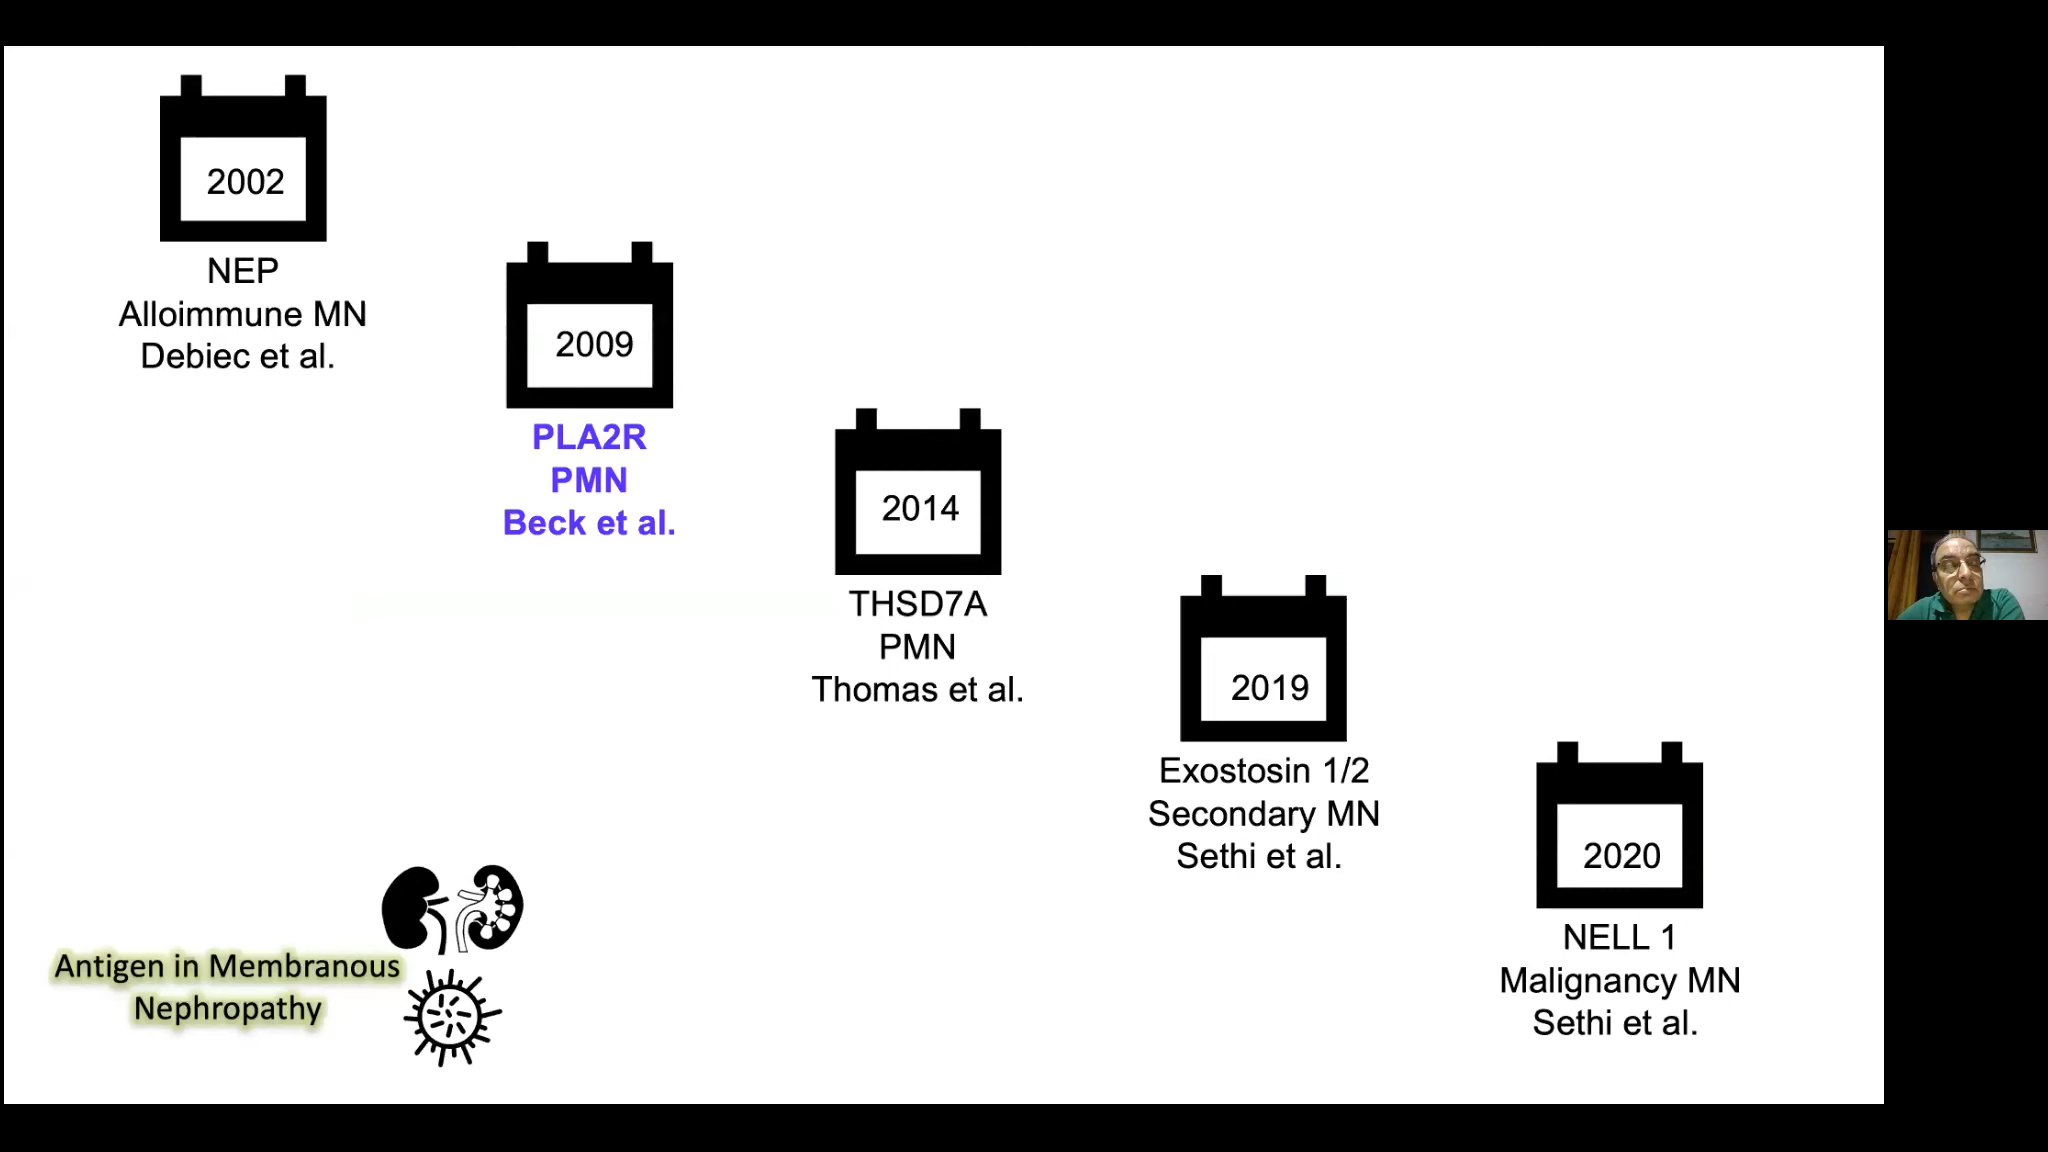 2002
NEP
Alloimmune MN
Debiec et al.
2009
PLA2R
PMN
Beck et al.
2014
THSD7A
PMN
Thomas et al.
2019
Exostosin 1/2
Secondary MN
Sethi et al.
2020
NELL 1
Malignancy MN
Sethi et al.
Antigen in Membranous
Nephropathy